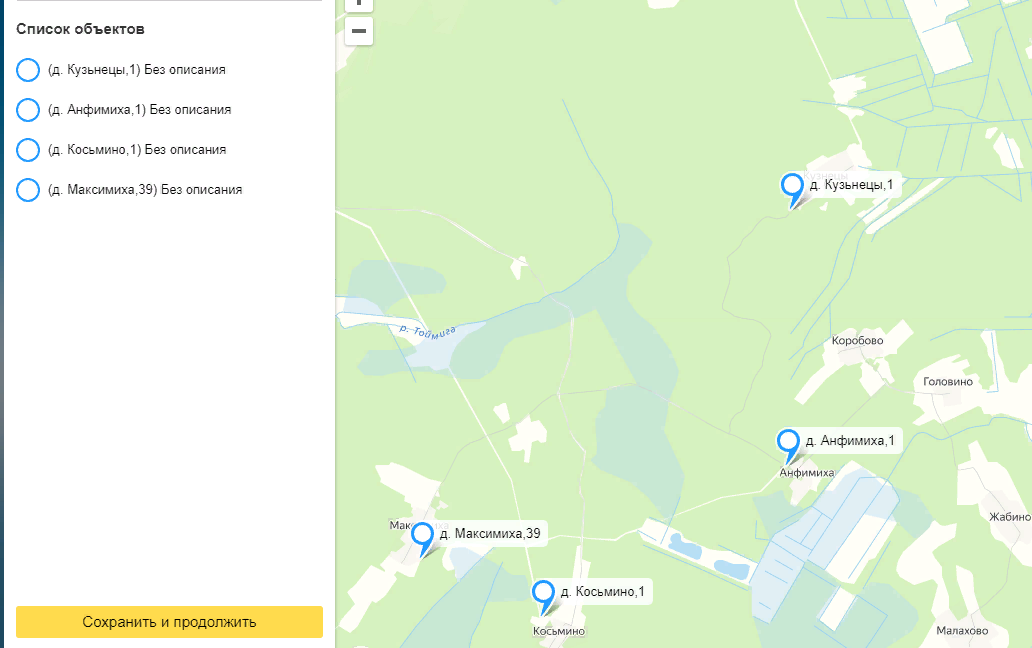 Список объектов
(д. Кузьнецы,1) Без описания
(д. Анфимиха,1) Без описания
(д. Косьмино,1) Без описания
(д. Максимиха,39) Без описания
Сохранить и продолжить
д. Кузьнецы,1
р. Тоймига
Коробово
Головино
д. Анфимиха,1
Анфимиха
Жабино
д. Максимиха,39
д. Косьмино,1
Косьмино
Малахово